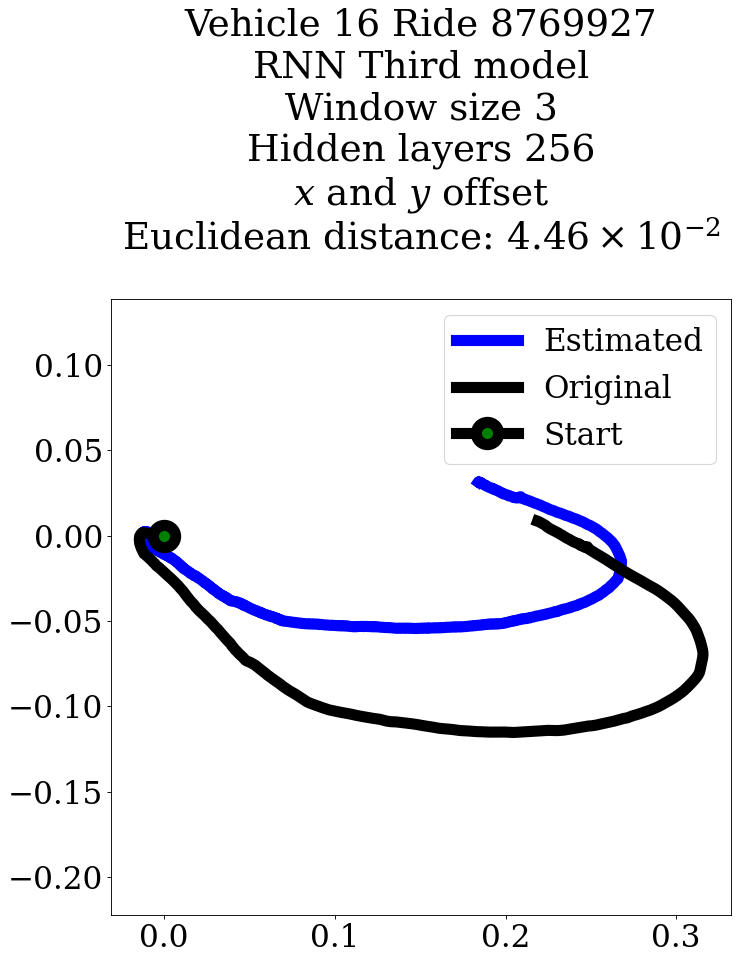 Vehicle 16 Ride 8769927
RNN Third model
Window size 3
Hidden layers 256
x and y offset
Euclidean distance: 4.46 × 10⁻²
Estimated
Original
Start
0.10
0.05
0.00
−0.05
−0.10
−0.15
−0.20
0.0 0.1 0.2 0.3